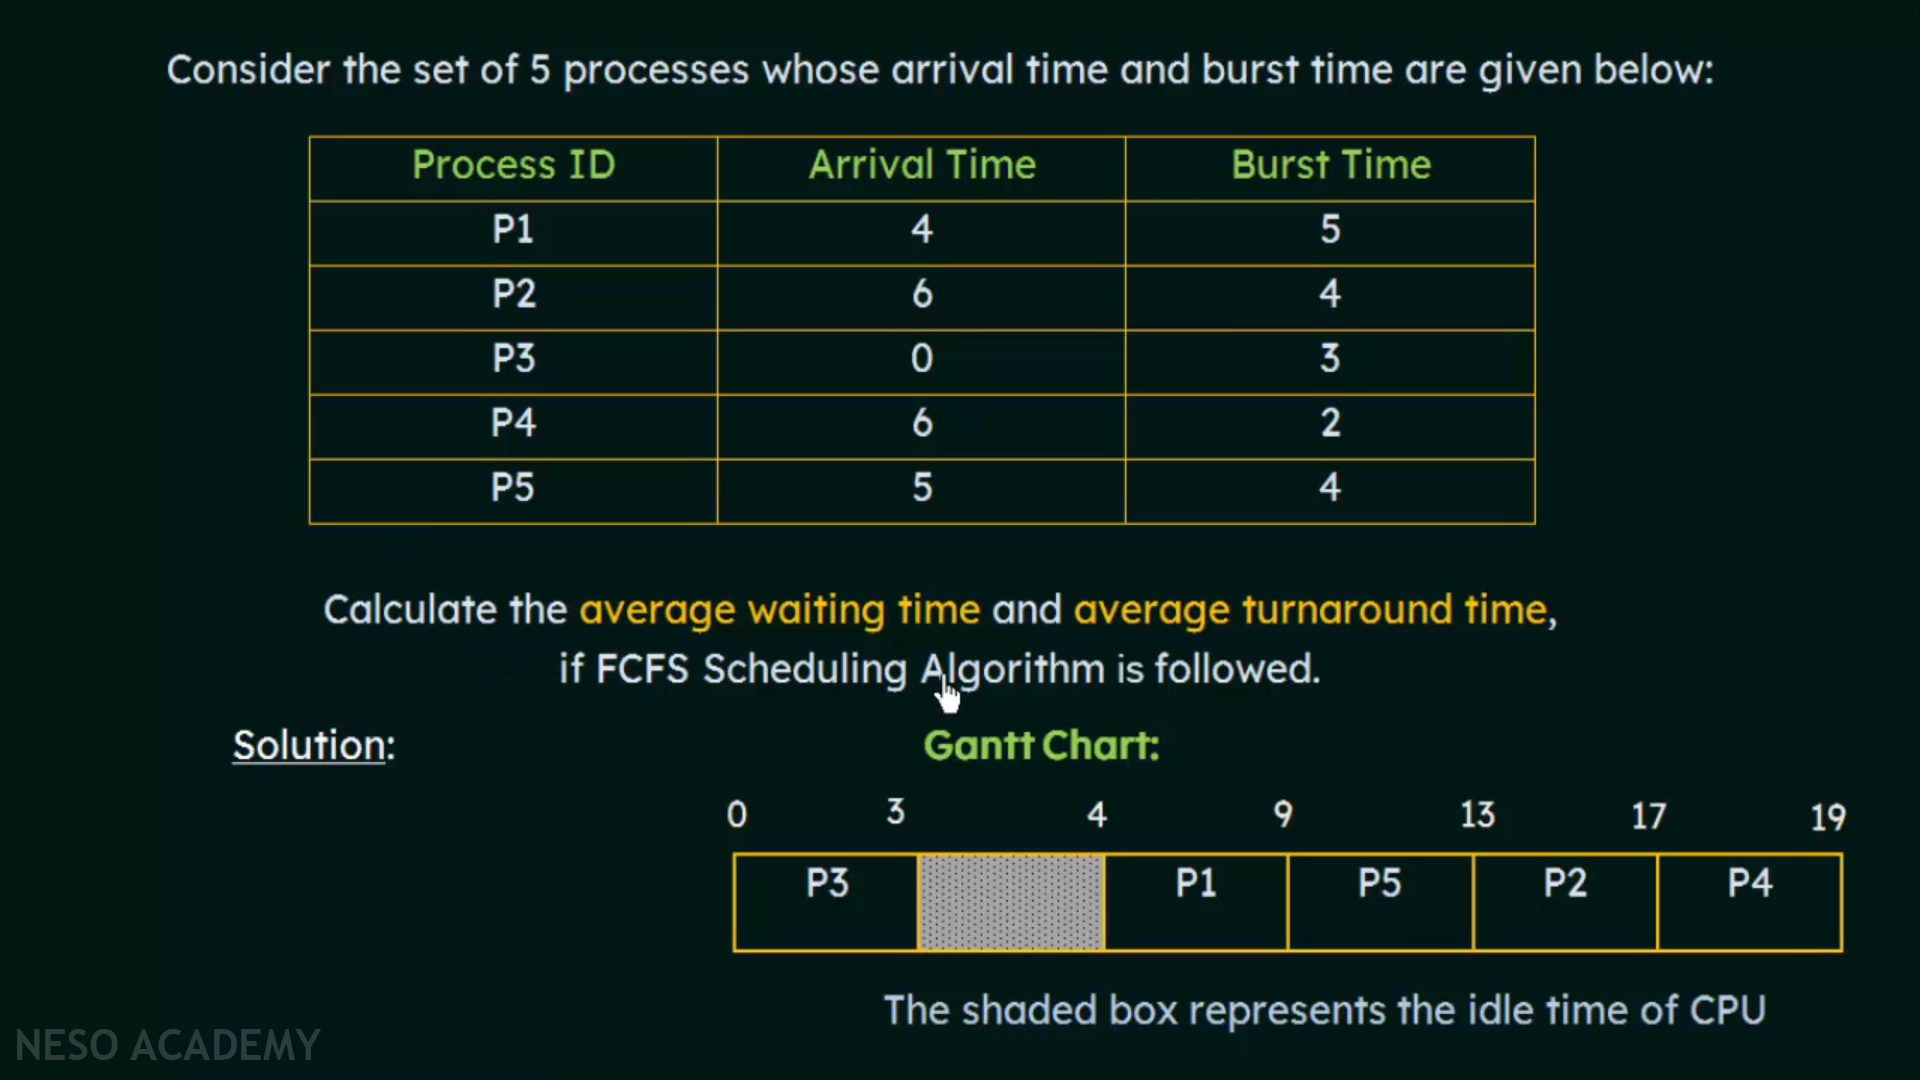 Consider the set of 5 processes whose arrival time and burst time are given below:
Process ID Arrival Time Burst Time
P1 4 5
P2 6 4
P3 0 3
P4 6 2
P5 5 4
Calculate the average waiting time and average turnaround time,
if FCFS Scheduling Algorithm is followed.
Solution: Gantt Chart:
0 3 4 9 13 17 19
P3 P1 P5 P2 P4
The shaded box represents the idle time of CPU
NESO ACADEMY